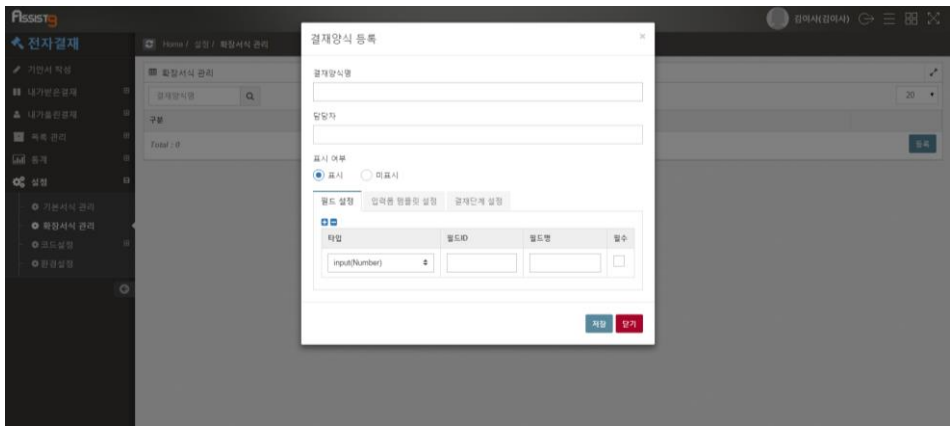 Assistg
김이사(김이사)
전자결재
Home / 설정 / 확장서식 관리
기안서 작성
내가받은결재
내가올린결재
목록 관리
통계
설정
기본서식 관리
확장서식 관리
코드설정
환경설정
확장서식 관리
결재양식명
20
구분
Total : 0
등록
결재양식 등록
×
결재양식명
담당자
표시 여부
표시
미표시
필드 설정
입력폼 템플릿 설정
결재단계 설정
타입
필드ID
필드명
필수
input(Number)
저장
닫기